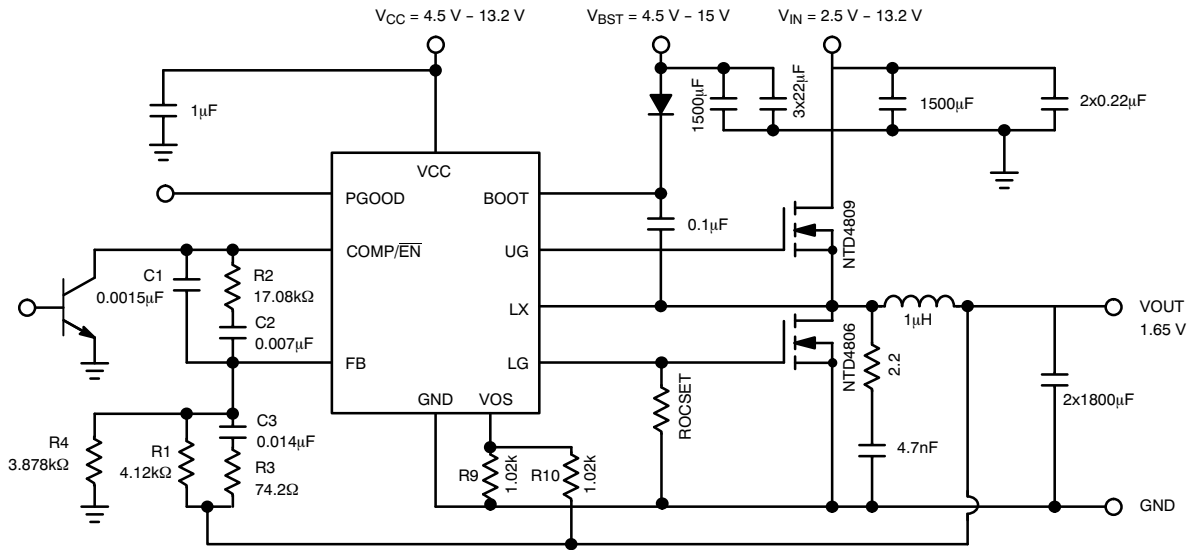 VCC = 4.5 V − 13.2 V
VBST = 4.5 V − 15 V
VIN = 2.5 V − 13.2 V
1μF
1500μF
3x22μF
1500μF
2x0.22μF
VCC
PGOOD
BOOT
COMP/EN
UG
LX
FB
LG
GND
VOS
0.1μF
NTD4809
C1
0.0015μF
R2
17.08kΩ
C2
0.007μF
1μH
VOUT
1.65 V
NTD4806
2.2
ROCSET
2x1800μF
4.7nF
R4
3.878kΩ
R1
4.12kΩ
C3
0.014μF
R3
74.2Ω
R9
1.02k
R10
1.02k
GND